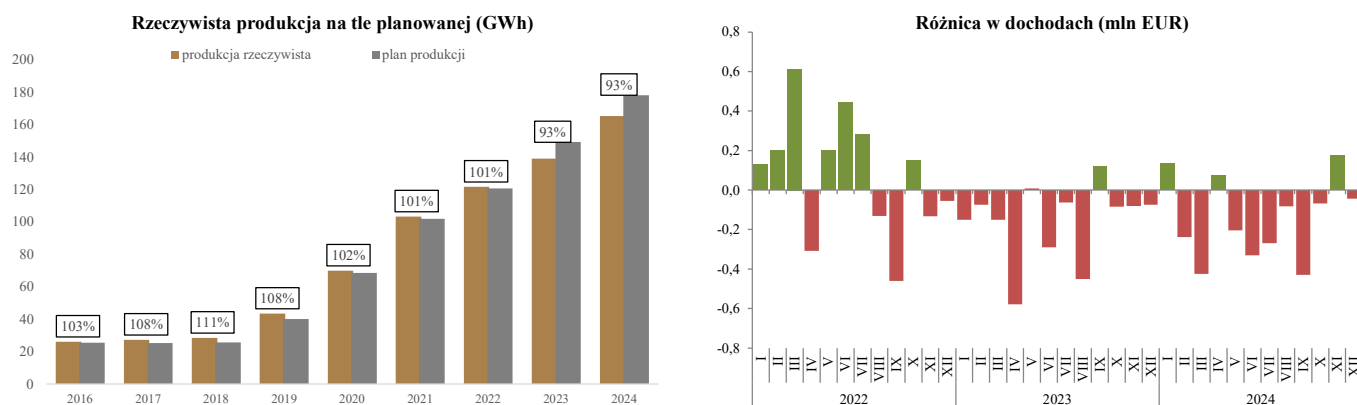 Rzeczywista produkcja na tle planowanej (GWh)
produkcja rzeczywista plan produkcji
200
180
160
140
120
100
80
60
40
20
0
103% 108% 111% 108% 102% 101% 101% 93% 93%
2016 2017 2018 2019 2020 2021 2022 2023 2024
Różnica w dochodach (mln EUR)
0,8
0,6
0,4
0,2
0,0
-0,2
-0,4
-0,6
-0,8
I II III IV V VI VII VIII IX X XI XII I II III IV V VI VII VIII IX X XI XII I II III IV V VI VII VIII IX X XI XII
2022 2023 2024